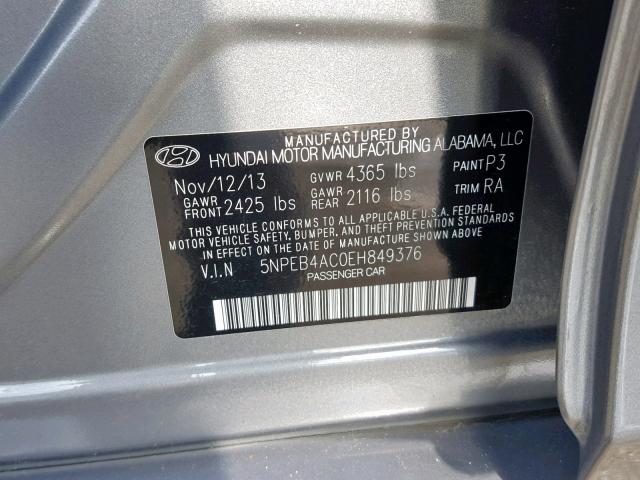 MANUFACTURED BY
HYUNDAI MOTOR MANUFACTURING ALABAMA, LLC
Nov/12/13 GVWR 4365 lbs PAINT P3
GAWR FRONT 2425 lbs GAWR REAR 2116 lbs TRIM RA
THIS VEHICLE CONFORMS TO ALL APPLICABLE U.S.A. FEDERAL
MOTOR VEHICLE SAFETY, BUMPER, AND THEFT PREVENTION STANDARDS
IN EFFECT ON THE DATE OF MANUFACTURE SHOWN ABOVE.
V.I.N 5NPEB4AC0EH849376
PASSENGER CAR